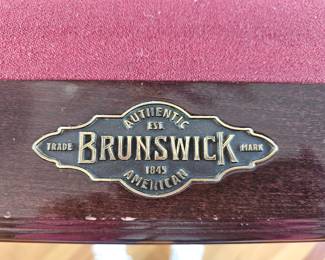 AUTHENTIC
EST.
TRADE BRUNSWICK MARK
1845
AMERICAN